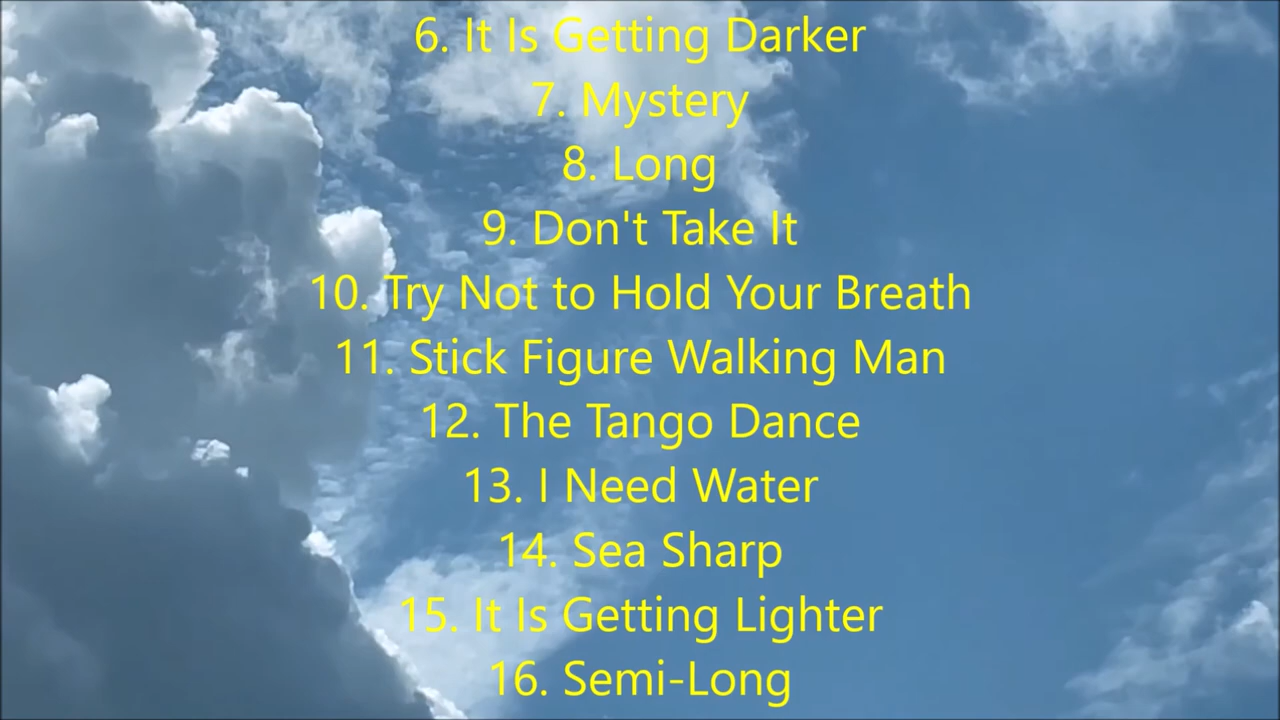 6. It Is Getting Darker
7. Mystery
8. Long
9. Don't Take It
10. Try Not to Hold Your Breath
11. Stick Figure Walking Man
12. The Tango Dance
13. I Need Water
14. Sea Sharp
15. It Is Getting Lighter
16. Semi-Long